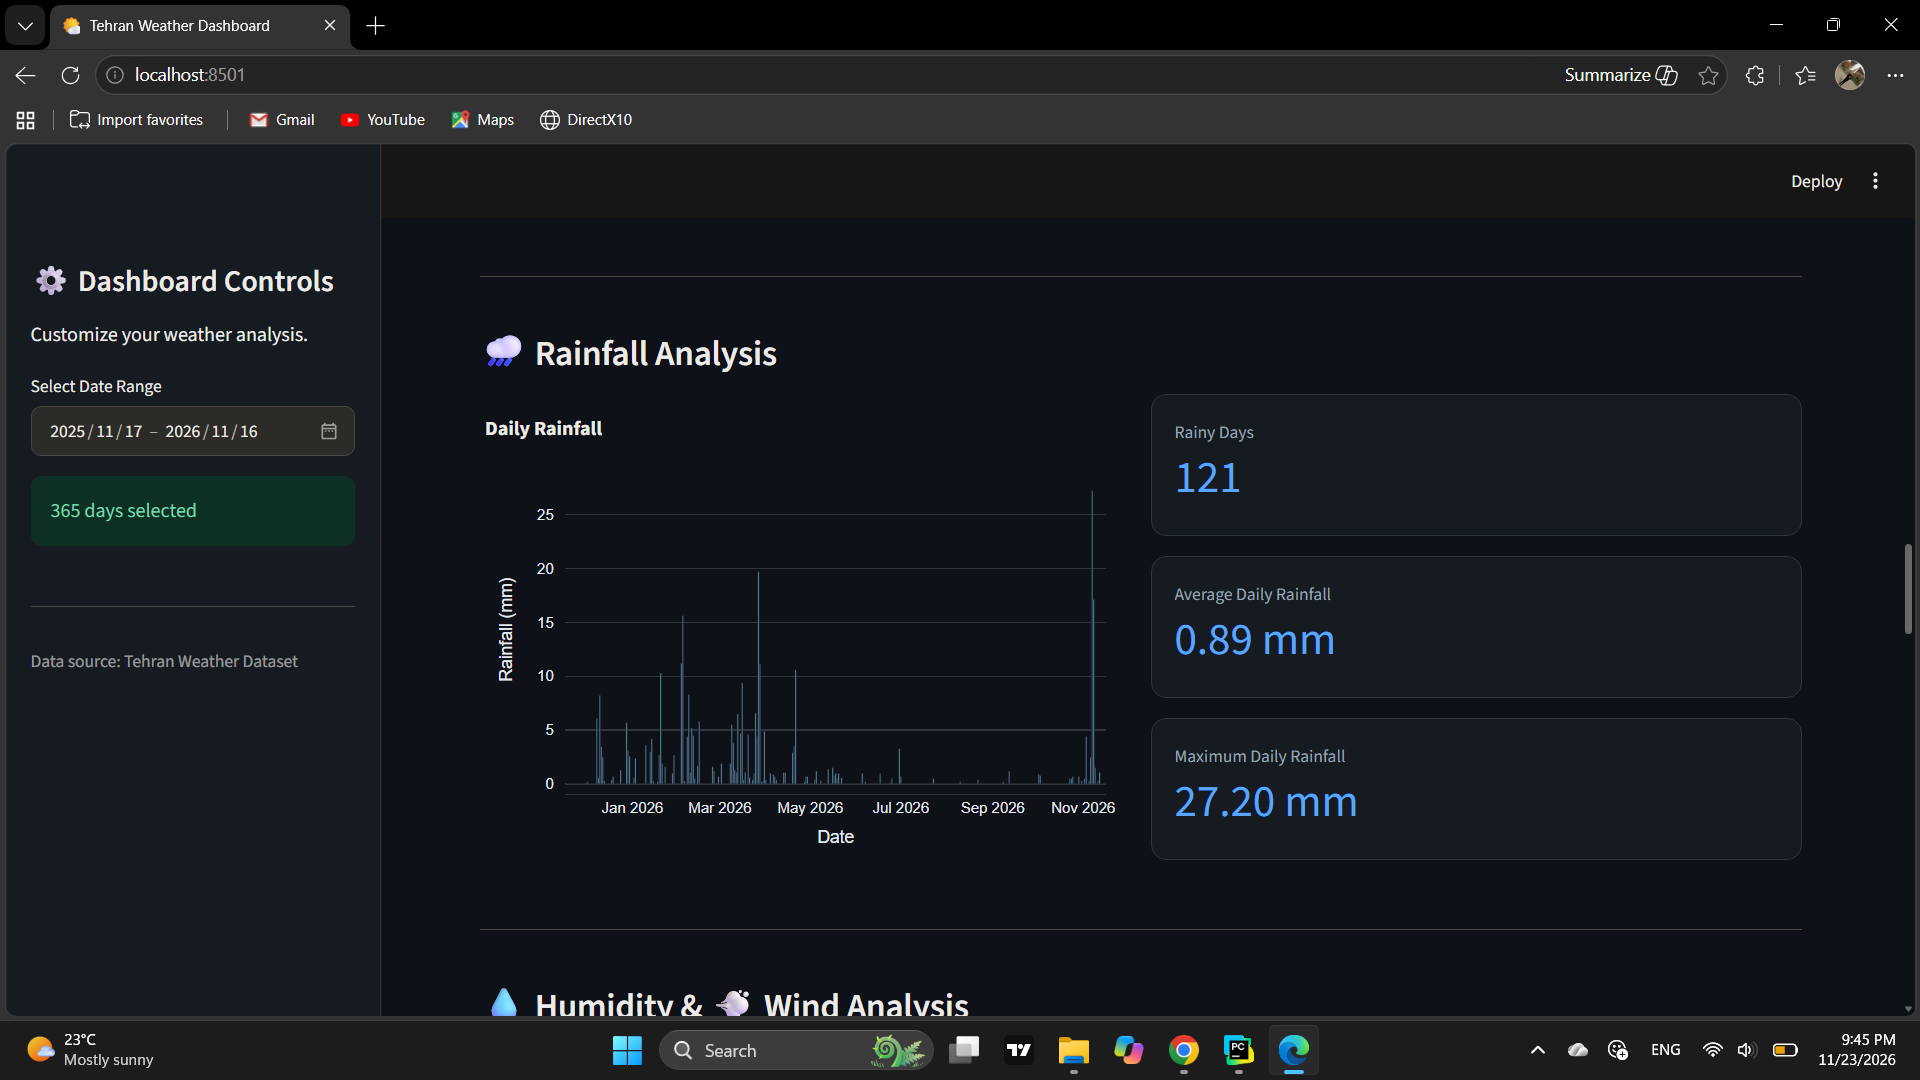 Tehran Weather Dashboard
localhost:8501
Summarize
Import favorites
Gmail
YouTube
Maps
DirectX10
Deploy
Dashboard Controls
Customize your weather analysis.
Select Date Range
2025/11/17 – 2026/11/16
365 days selected
Data source: Tehran Weather Dataset
Rainfall Analysis
Daily Rainfall
Rainfall (mm)
25
20
15
10
5
0
Jan 2026 Mar 2026 May 2026 Jul 2026 Sep 2026 Nov 2026
Date
Rainy Days
121
Average Daily Rainfall
0.89 mm
Maximum Daily Rainfall
27.20 mm
Humidity & Wind Analysis
23°C
Mostly sunny
Search
PC
ENG
9:45 PM
11/23/2026